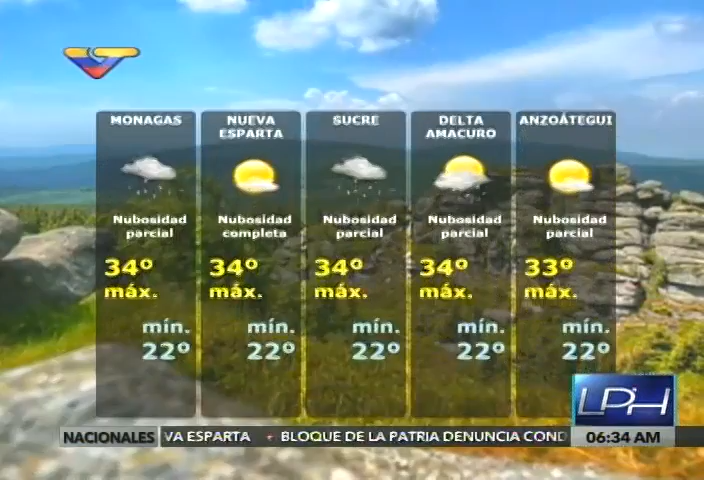 MONAGAS
Nubosidad
parcial
34º
máx.
mín.
22º
NUEVA
ESPARTA
Nubosidad
completa
34º
máx.
mín.
22º
SUCRE
Nubosidad
parcial
34º
máx.
mín.
22º
DELTA
AMACURO
Nubosidad
parcial
34º
máx.
mín.
22º
ANZOÁTEGUI
Nubosidad
parcial
33º
máx.
mín.
22º
LPH
NACIONALES VA ESPARTA BLOQUE DE LA PATRIA DENUNCIA COND 06:34 AM